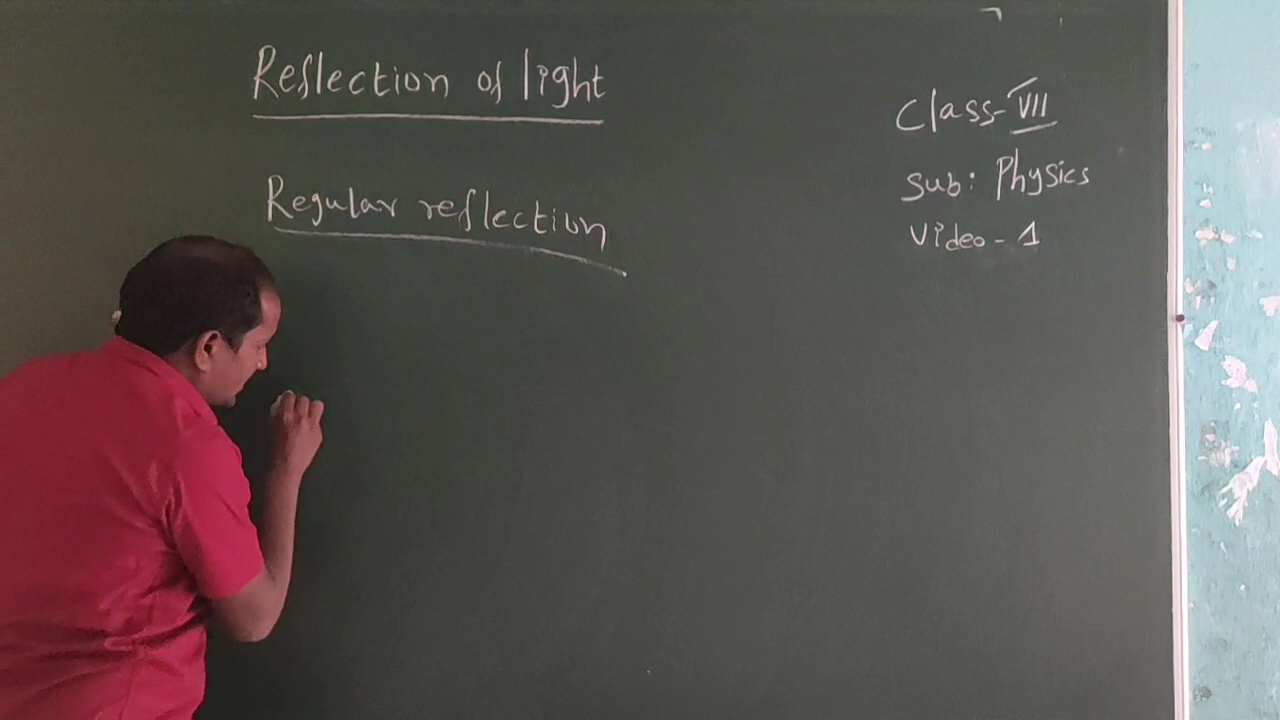 Reflection of light
Regular reflection
Class- VII
Sub: Physics
Video - 1